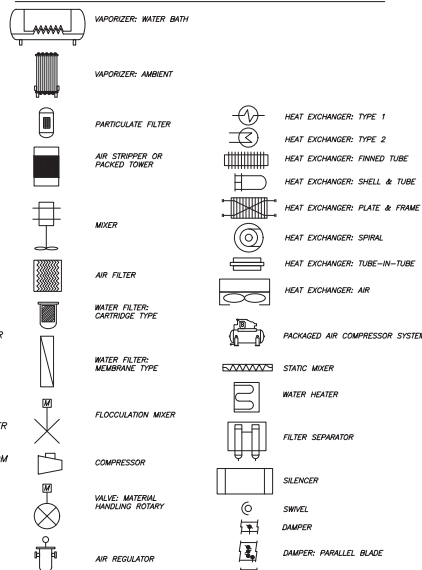 VAPORIZER: WATER BATH
VAPORIZER: AMBIENT
PARTICULATE FILTER
AIR STRIPPER OR
PACKED TOWER
MIXER
AIR FILTER
WATER FILTER:
CARTRIDGE TYPE
WATER FILTER:
MEMBRANE TYPE
M
FLOCCULATION MIXER
COMPRESSOR
M
VALVE: MATERIAL
HANDLING ROTARY
AIR REGULATOR
R
ER
OM
HEAT EXCHANGER: TYPE 1
HEAT EXCHANGER: TYPE 2
HEAT EXCHANGER: FINNED TUBE
HEAT EXCHANGER: SHELL & TUBE
HEAT EXCHANGER: PLATE & FRAME
HEAT EXCHANGER: SPIRAL
HEAT EXCHANGER: TUBE-IN-TUBE
HEAT EXCHANGER: AIR
PACKAGED AIR COMPRESSOR SYSTEM
STATIC MIXER
WATER HEATER
FILTER SEPARATOR
SILENCER
SWIVEL
DAMPER
DAMPER: PARALLEL BLADE